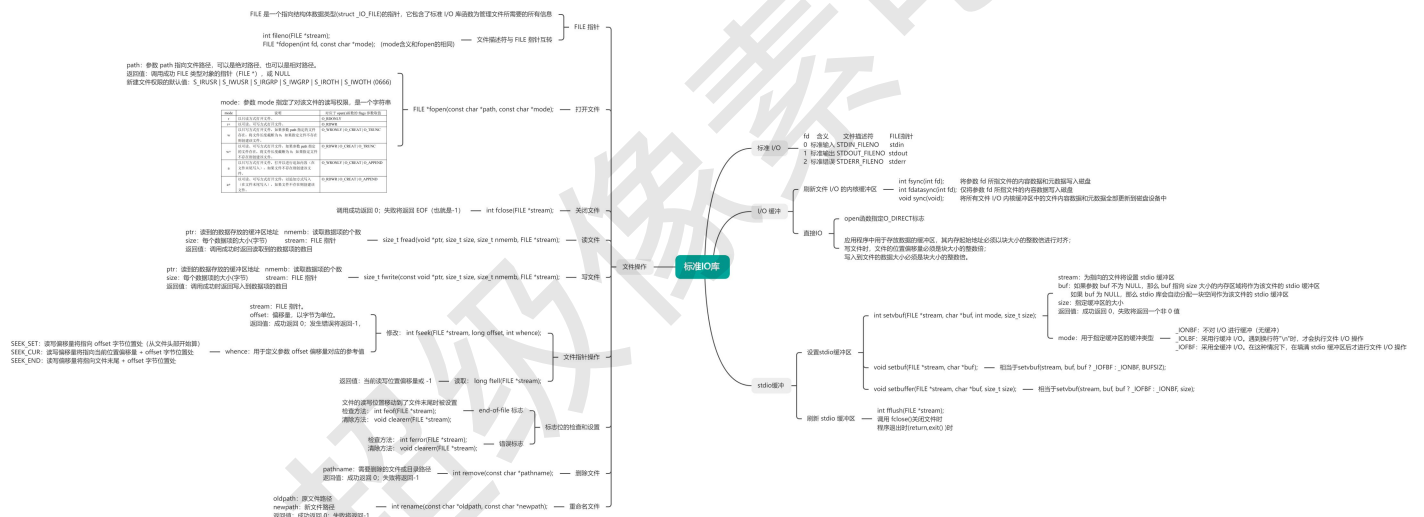 FILE 是一个指向结构体数据类型(struct _IO_FILE)的指针，它包含了标准 I/O 库函数为管理文件所需要的所有信息
FILE 指针
int fileno(FILE *stream);
FILE *fdopen(int fd, const char *mode); (mode含义和fopen的相同)
文件描述符与 FILE 指针互转
path：参数 path 指向文件路径，可以是绝对路径，也可以是相对路径。
返回值：调用成功 FILE 类型对象的指针（FILE *），或 NULL
新建文件权限的默认值：S_IRUSR | S_IWUSR | S_IRGRP | S_IWGRP | S_IROTH | S_IWOTH (0666)
mode：参数 mode 指定了对该文件的读写权限，是一个字符串
FILE *fopen(const char *path, const char *mode);
打开文件
mode
r
O_RDONLY
r+
O_RDWR
w
O_WRONLY | O_CREAT | O_TRUNC
w+
O_RDWR | O_CREAT | O_TRUNC
a
O_WRONLY | O_CREAT | O_APPEND
a+
O_RDWR | O_CREAT | O_APPEND
调用成功返回 0；失败将返回 EOF（也就是-1）
int fclose(FILE *stream);
关闭文件
ptr：读到的数据存放的缓冲区地址 nmemb：读取数据项的个数
size：每个数据项的大小(字节) stream：FILE 指针
返回值：调用成功时返回读取到的数据项的数目
size_t fread(void *ptr, size_t size, size_t nmemb, FILE *stream);
读文件
ptr：读到的数据存放的缓冲区地址 nmemb：读取数据项的个数
size：每个数据项的大小(字节) stream：FILE 指针
返回值：调用成功时返回写入到数据项的数目
size_t fwrite(const void *ptr, size_t size, size_t nmemb, FILE *stream);
写文件
文件操作
stream：FILE 指针。
offset：偏移量，以字节为单位。
返回值：成功返回 0；发生错误将返回-1，
SEEK_SET：读写偏移量将指向 offset 字节位置处（从文件头部开始算）
SEEK_CUR：读写偏移量将指向当前位置偏移量 + offset 字节位置处
SEEK_END：读写偏移量将指向文件末尾 + offset 字节位置处
whence：用于定义参数 offset 偏移量对应的参考值
修改： int fseek(FILE *stream, long offset, int whence);
文件指针操作
返回值：当前读写位置偏移量或 -1
读取： long ftell(FILE *stream);
文件的读写位置移动到了文件末尾时被设置
检查方法： int feof(FILE *stream);
清除方法： void clearerr(FILE *stream);
end-of-file 标志
标志位的检查和设置
检查方法： int ferror(FILE *stream);
清除方法： void clearerr(FILE *stream);
错误标志
pathname：需要删除的文件或目录路径
返回值：成功返回 0；失败将返回-1
int remove(const char *pathname);
删除文件
oldpath：原文件路径
newpath：新文件路径
返回值：成功返回 0；失败将返回-1
int rename(const char *oldpath, const char *newpath);
重命名文件
标准IO库
标准 I/O
fd 含义 文件描述符 FILE指针
0 标准输入 STDIN_FILENO stdin
1 标准输出 STDOUT_FILENO stdout
2 标准错误 STDERR_FILENO stderr
I/O 缓冲
刷新文件 I/O 的内核缓冲区
int fsync(int fd); 将参数 fd 所指文件的内容数据和元数据写入磁盘
int fdatasync(int fd); 仅将参数 fd 所指文件的内容数据写入磁盘
void sync(void); 将所有文件 I/O 内核缓冲区中的文件内容数据和元数据全部更新到磁盘设备中
直接IO
open函数指定O_DIRECT标志
应用程序中用于存放数据的缓冲区，其内存起始地址必须以块大小的整数倍进行对齐；
写文件时，文件的位置偏移量必须是块大小的整数倍；
写入到文件的数据大小必须是块大小的整数倍。
stdio缓冲
设置stdio缓冲区
int setvbuf(FILE *stream, char *buf, int mode, size_t size);
stream：为指向的文件将设置 stdio 缓冲区
buf：如果参数 buf 不为 NULL，那么 buf 指向 size 大小的内存区域将作为该文件的 stdio 缓冲区
如果 buf 为 NULL，那么 stdio 库会自动分配一块空间作为该文件的 stdio 缓冲区
size：指定缓冲区的大小
返回值：成功返回 0，失败将返回一个非 0 值
mode：用于指定缓冲区的缓冲类型
_IONBF：不对 I/O 进行缓冲（无缓冲）
_IOLBF：采用行缓冲 I/O。遇到换行符"\n"时，才会执行文件 I/O 操作
_IOFBF：采用全缓冲 I/O。在这种情况下，在填满 stdio 缓冲区后才进行文件 I/O 操作
void setbuf(FILE *stream, char *buf);
相当于setvbuf(stream, buf, buf ? _IOFBF : _IONBF, BUFSIZ);
void setbuffer(FILE *stream, char *buf, size_t size);
相当于setvbuf(stream, buf, buf ? _IOFBF : _IONBF, size);
刷新 stdio 缓冲区
int fflush(FILE *stream);
调用 fclose()关闭文件时
程序退出时(return,exit() )时